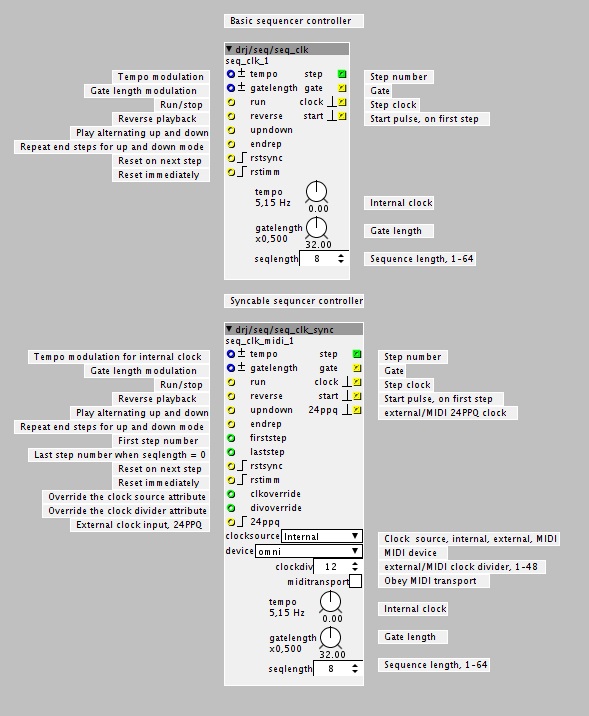 Basic sequencer controller
drj/seq/seq_clk
seq_clk_1
Tempo modulation tempo step Step number
Gate length modulation gatelength gate Gate
Run/stop run clock Step clock
Reverse playback reverse start Start pulse, on first step
Play alternating up and down upndown
Repeat end steps for up and down mode endrep
Reset on next step rstsync
Reset immediately rstimm
tempo
5,15 Hz
0.00
Internal clock
gatelength
x0,500
32.00
Gate length
seqlength 8 Sequence length, 1-64
Syncable sequncer controller
drj/seq/seq_clk_sync
seq_clk_midi_1
Tempo modulation for internal clock tempo step Step number
Gate length modulation gatelength gate Gate
Run/stop run clock Step clock
Reverse playback reverse start Start pulse, on first step
Play alternating up and down upndown 24ppq external/MIDI 24PPQ clock
Repeat end steps for up and down mode endrep
First step number firststep
Last step number when seqlength = 0 laststep
Reset on next step rstsync
Reset immediately rstimm
Override the clock source attribute clkoverride
Override the clock divider attribute divoverride
External clock input, 24PPQ 24ppq
clocksource Internal Clock source, internal, external, MIDI
device omni MIDI device
clockdiv 12 external/MIDI clock divider, 1-48
miditransport Obey MIDI transport
tempo
5,15 Hz
0.00
Internal clock
gatelength
x0,500
32.00
Gate length
seqlength 8 Sequence length, 1-64